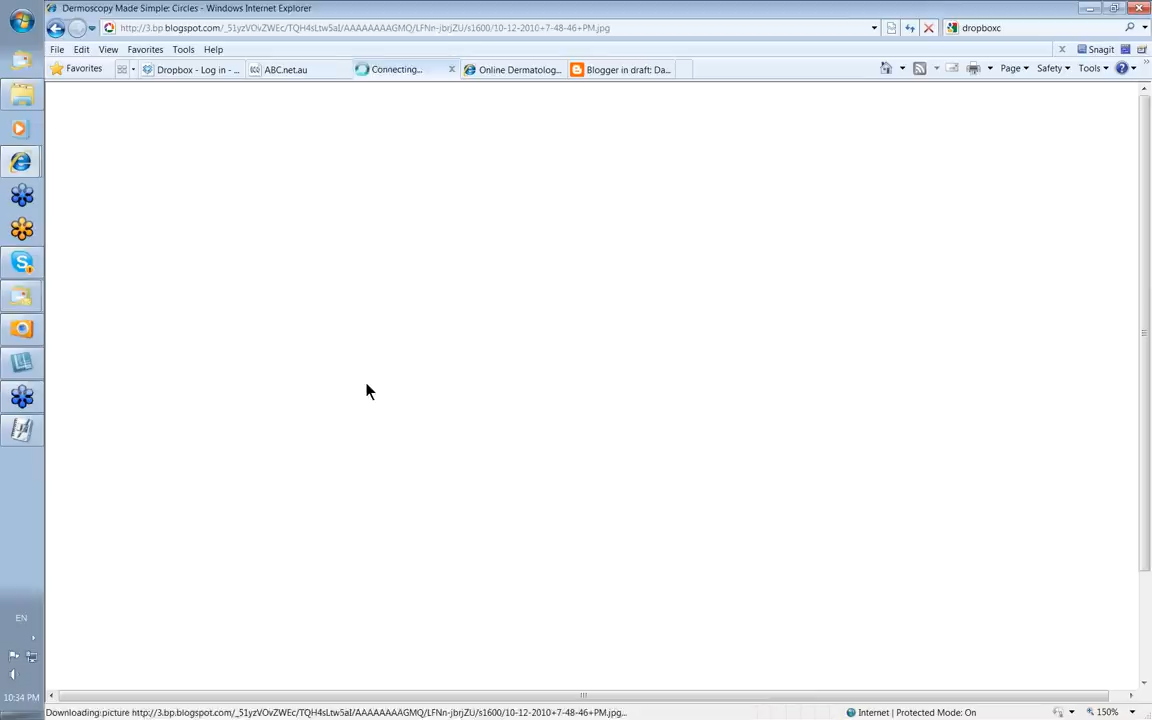 Dermoscopy Made Simple: Circles - Windows Internet Explorer
http://3.bp.blogspot.com/_51yzVOvZWEc/TQH4sLtw5aI/AAAAAAAAGMQ/LFNn-jbrjZU/s1600/10-12-2010+7-48-46+PM.jpg
dropboxc
File Edit View Favorites Tools Help
Snagit
Favorites
Dropbox - Log in - ...
ABC.net.au
Connecting...
Online Dermatolog...
Blogger in draft: Da...
Page Safety Tools
EN
10:34 PM
Downloading picture http://3.bp.blogspot.com/_51yzVOvZWEc/TQH4sLtw5aI/AAAAAAAAGMQ/LFNn-jbrjZU/s1600/10-12-2010+7-48-46+PM.jpg...
Internet | Protected Mode: On
150%